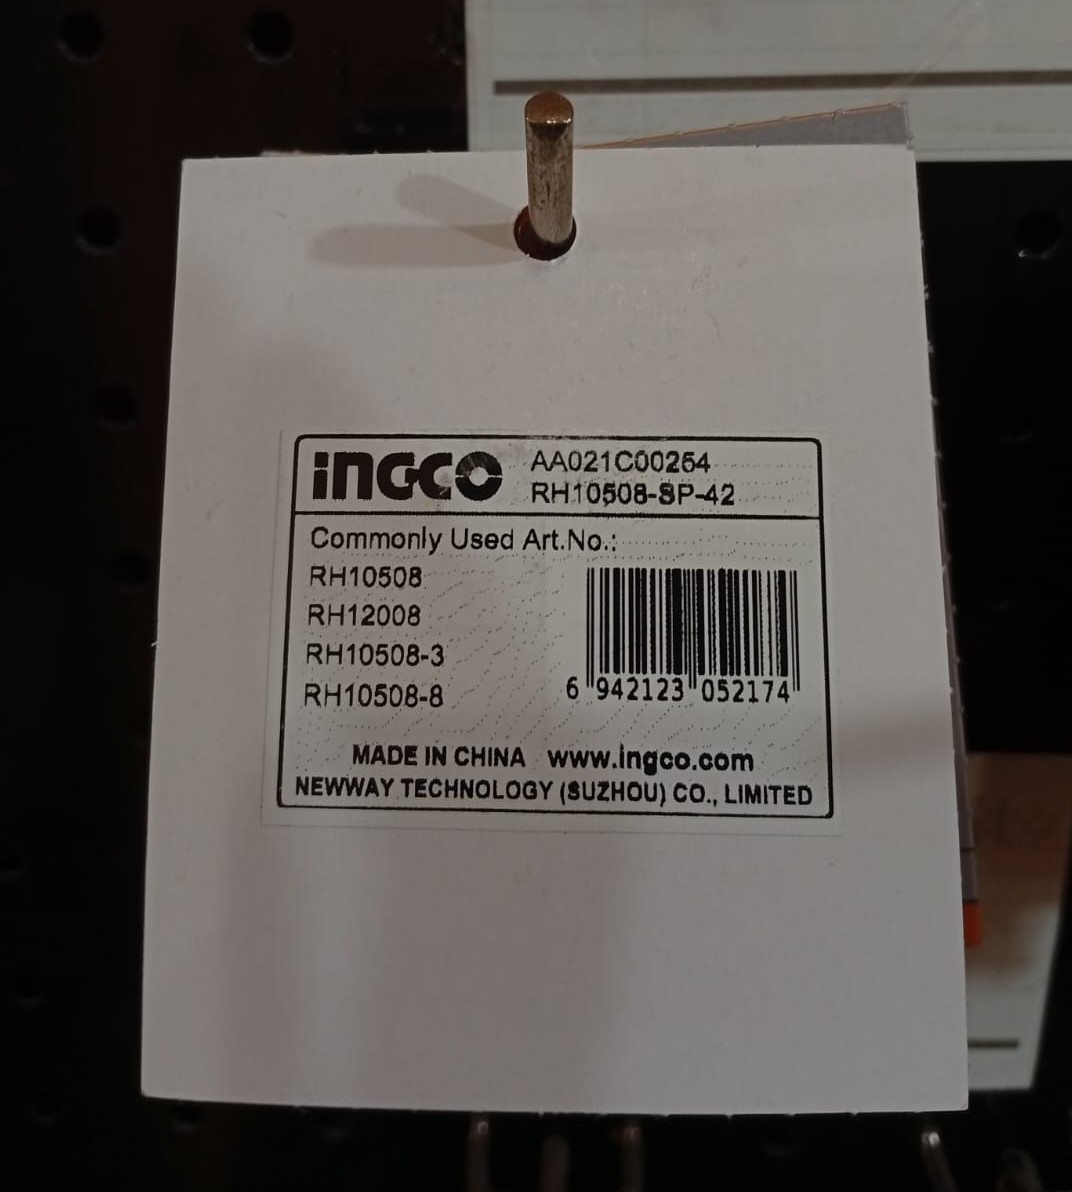 INGCO
AA021C00264
RH10508-SP-42
Commonly Used Art.No.:
RH10508
RH12008
RH10508-3
RH10508-8
6 942123 052174
MADE IN CHINA www.ingco.com
NEWWAY TECHNOLOGY (SUZHOU) CO., LIMITED